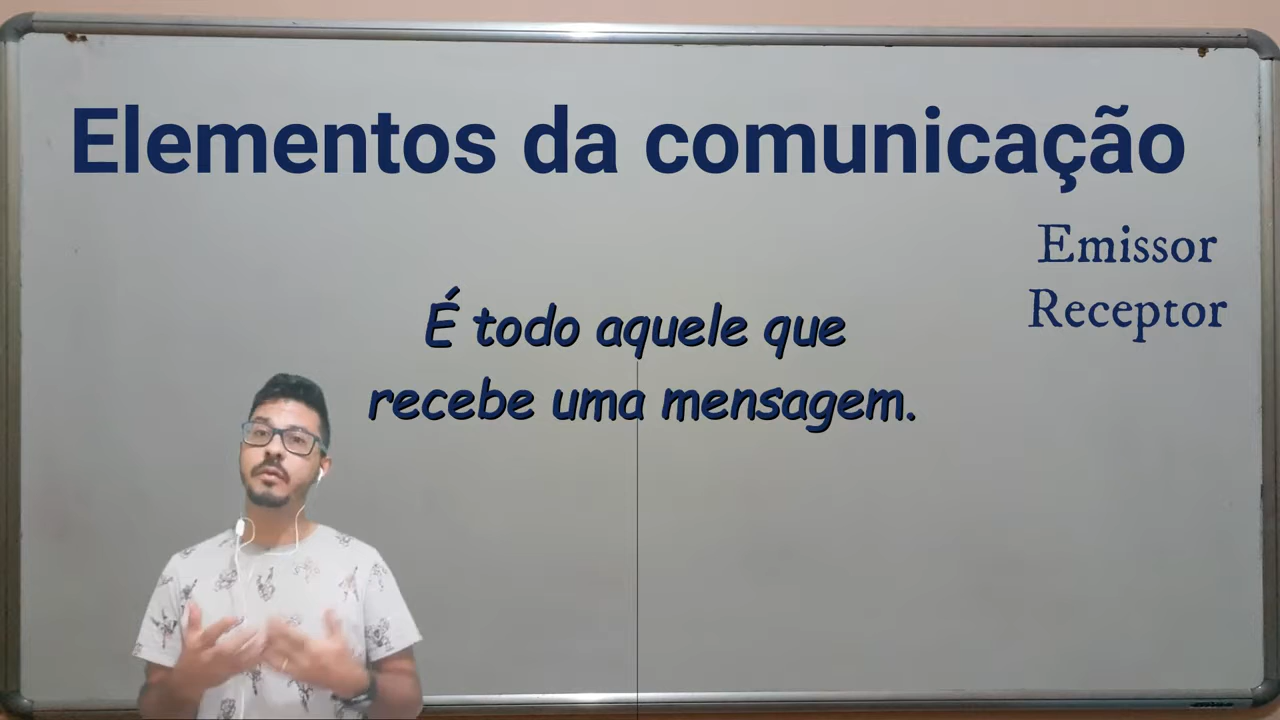 Elementos da comunicação
Emissor
Receptor
É todo aquele que
recebe uma mensagem.